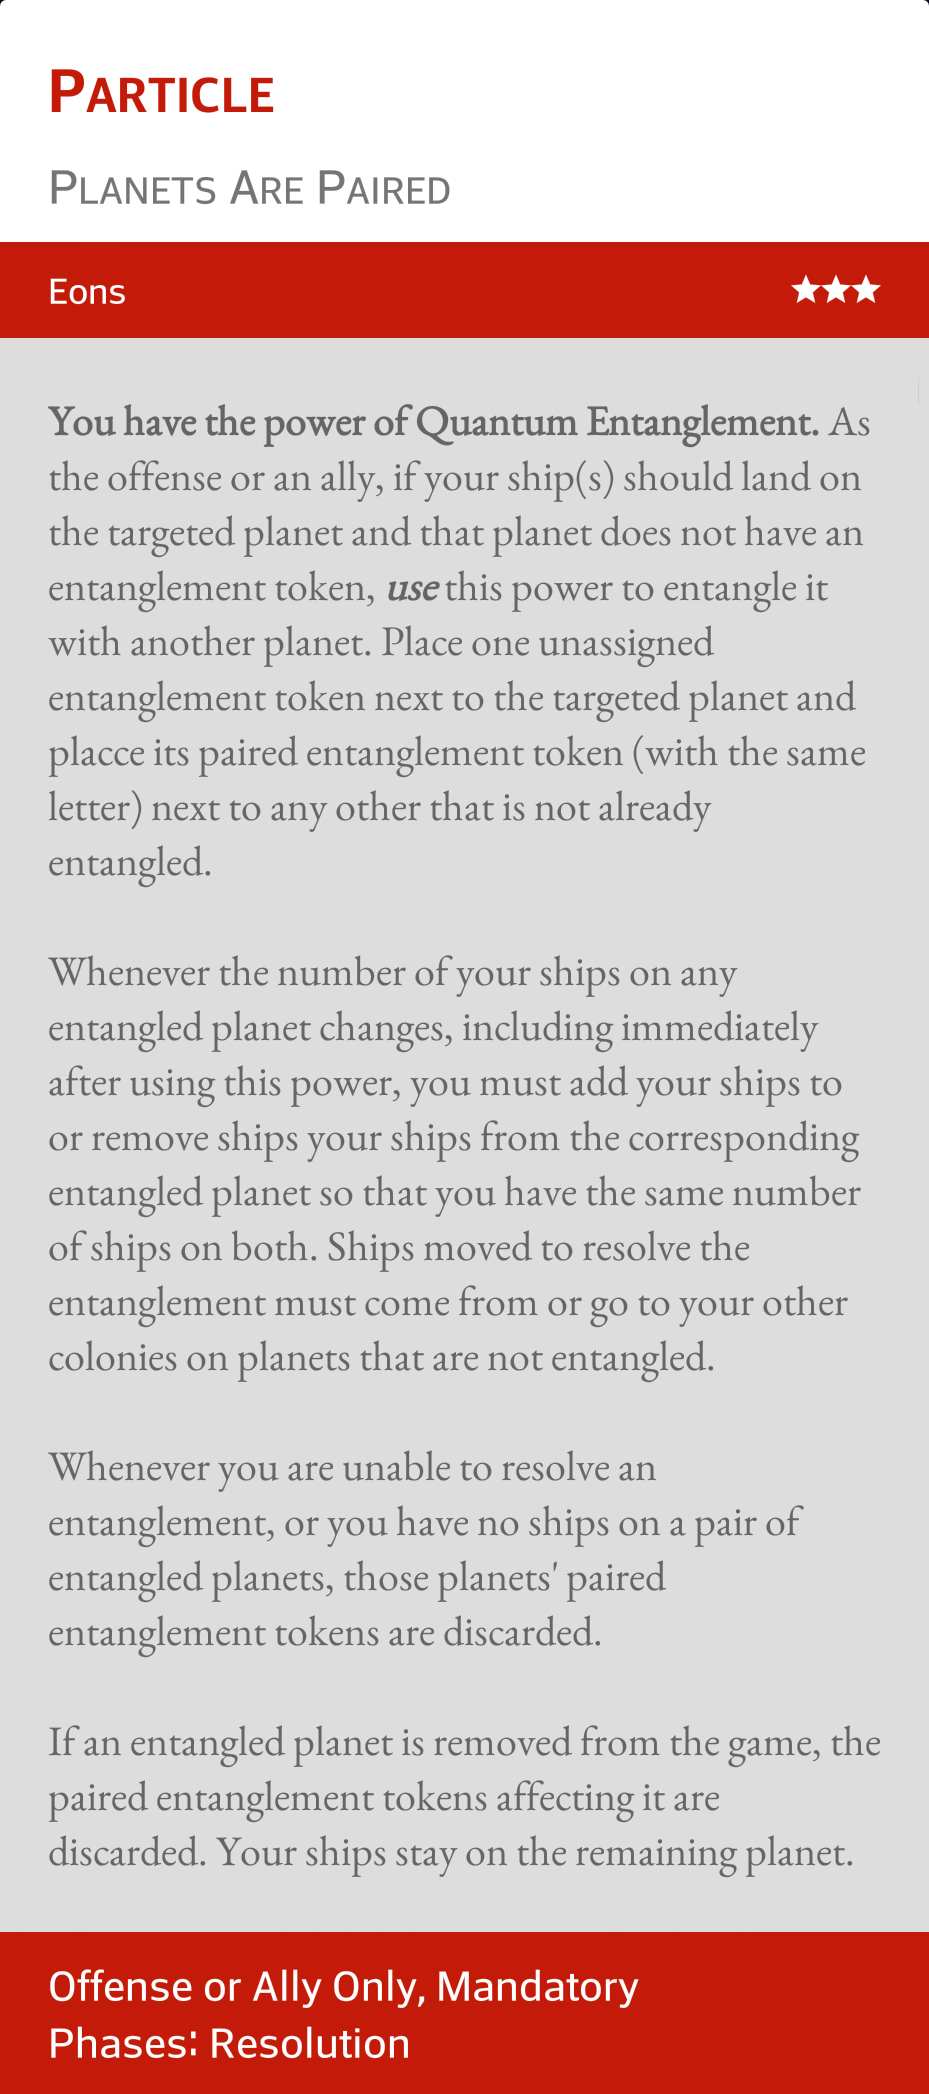 Particle
Planets Are Paired
Eons ★★★
You have the power of Quantum Entanglement. As
the offense or an ally, if your ship(s) should land on
the targeted planet and that planet does not have an
entanglement token, use this power to entangle it
with another planet. Place one unassigned
entanglement token next to the targeted planet and
placce its paired entanglement token (with the same
letter) next to any other that is not already
entangled.
Whenever the number of your ships on any
entangled planet changes, including immediately
after using this power, you must add your ships to
or remove ships your ships from the corresponding
entangled planet so that you have the same number
of ships on both. Ships moved to resolve the
entanglement must come from or go to your other
colonies on planets that are not entangled.
Whenever you are unable to resolve an
entanglement, or you have no ships on a pair of
entangled planets, those planets' paired
entanglement tokens are discarded.
If an entangled planet is removed from the game, the
paired entanglement tokens affecting it are
discarded. Your ships stay on the remaining planet.
Offense or Ally Only, Mandatory
Phases: Resolution